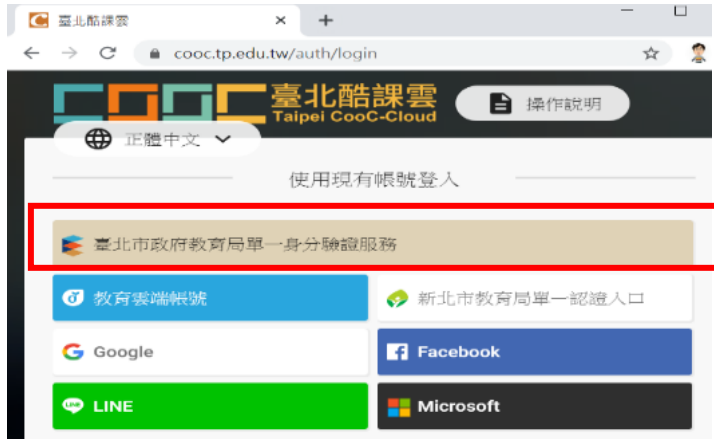 臺北酷課雲
cooc.tp.edu.tw/auth/login
COOC 臺北酷課雲
Taipei CooC-Cloud
操作說明
正體中文
使用現有帳號登入
臺北市政府教育局單一身分驗證服務
教育雲端帳號
新北市教育局單一認證入口
Google
Facebook
LINE
Microsoft